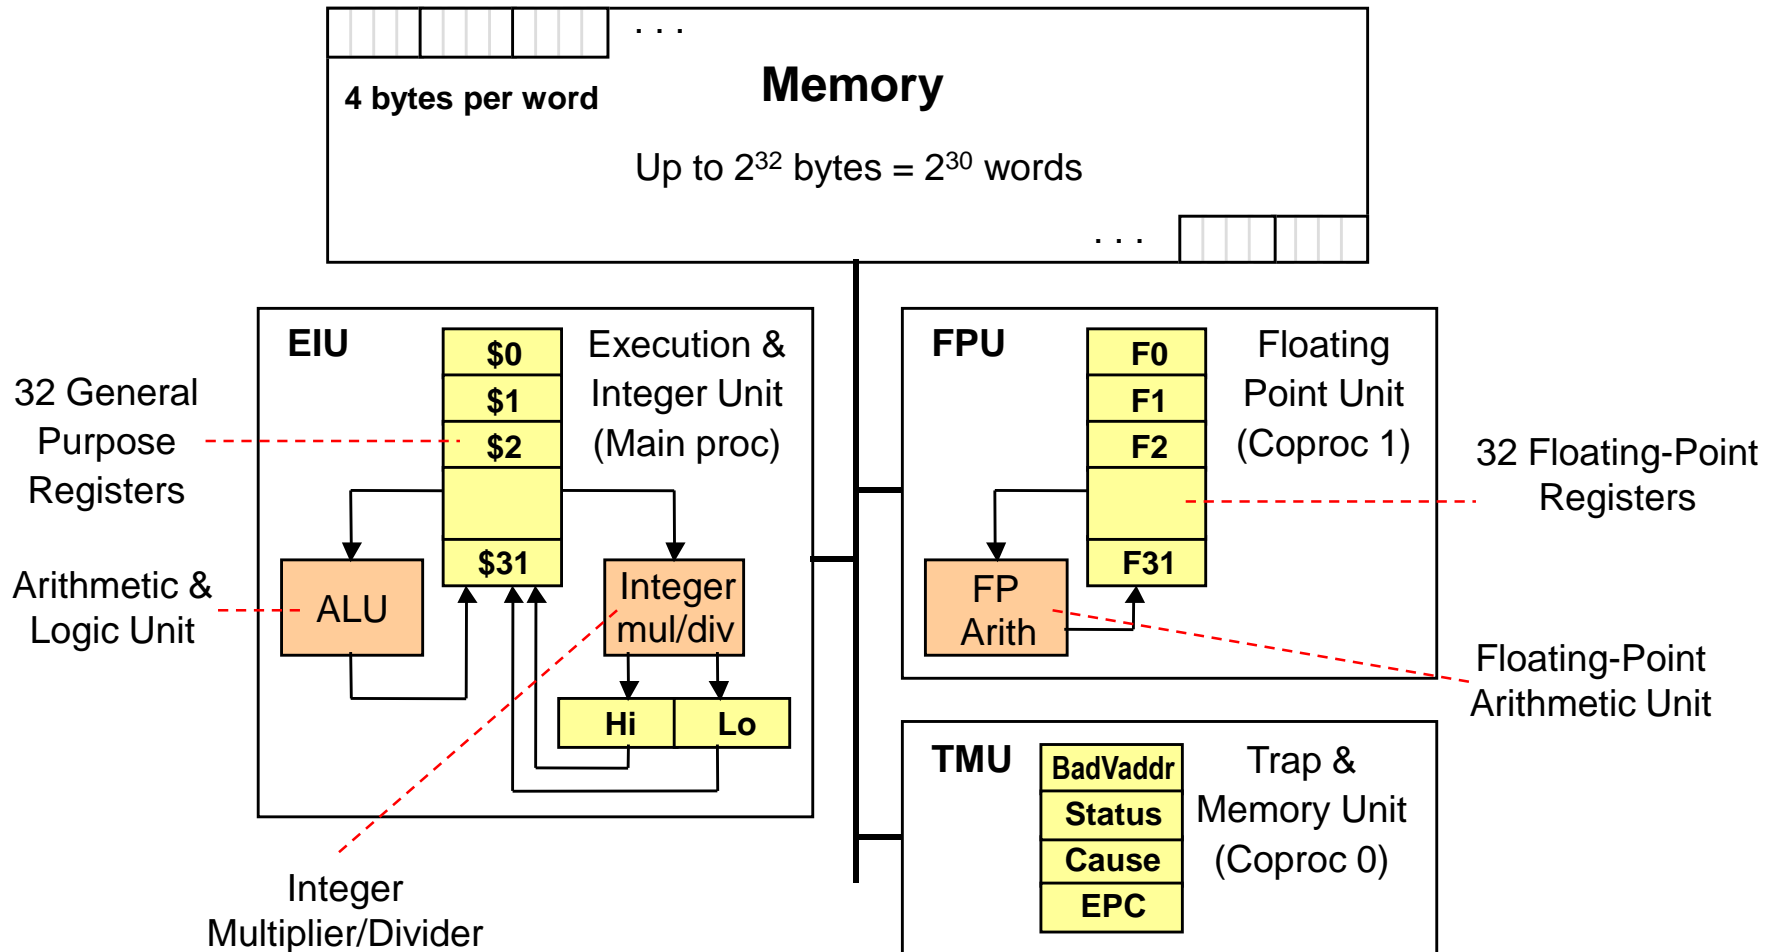 . . .
4 bytes per word
Memory
Up to 2³² bytes = 2³⁰ words
. . .
EIU
$0
$1
$2
$31
Execution &
Integer Unit
(Main proc)
32 General
Purpose
Registers
Arithmetic &
Logic Unit
ALU
Integer
mul/div
Hi
Lo
Integer
Multiplier/Divider
FPU
F0
F1
F2
F31
Floating
Point Unit
(Coproc 1)
32 Floating-Point
Registers
FP
Arith
Floating-Point
Arithmetic Unit
TMU
BadVaddr
Status
Cause
EPC
Trap &
Memory Unit
(Coproc 0)